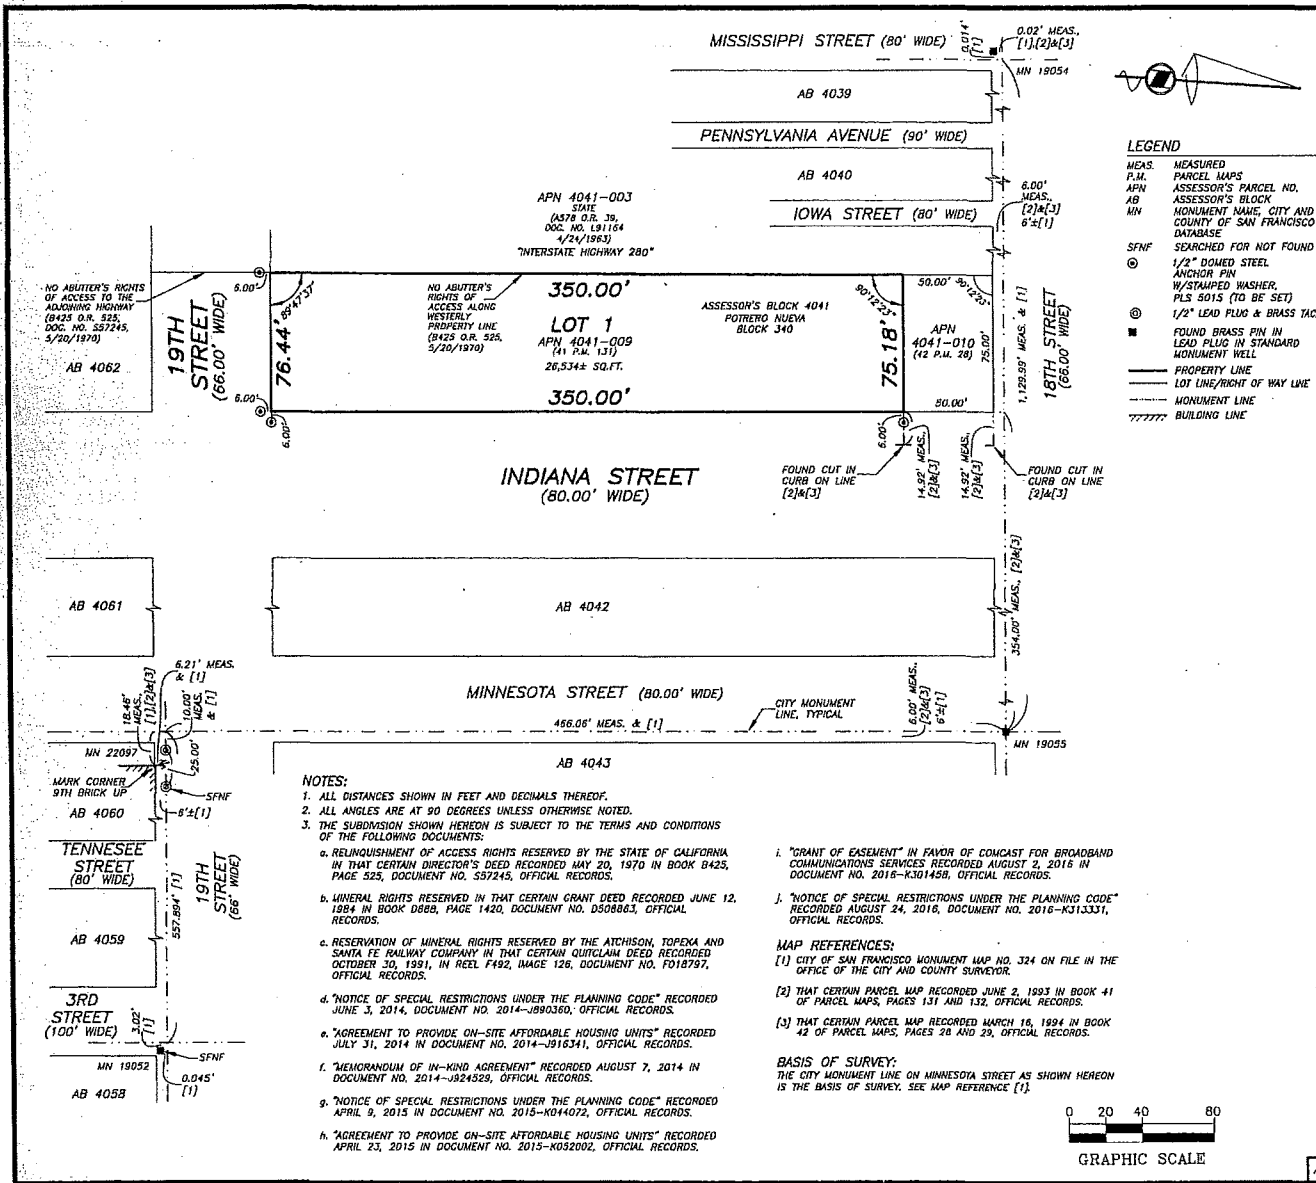 MISSISSIPPI STREET (80' WIDE)
0.014'
[1]
0.02' MEAS.,
[1],[2]&[3]
MN 19054
AB 4039
PENNSYLVANIA AVENUE (90' WIDE)
AB 4040
IOWA STREET (80' WIDE)
6.00'
MEAS.,
[2]&[3]
6'±[1]
LEGEND
MEAS. MEASURED
P.M. PARCEL MAPS
APN ASSESSOR'S PARCEL NO.
AB ASSESSOR'S BLOCK
MN MONUMENT NAME, CITY AND
COUNTY OF SAN FRANCISCO
DATABASE
SFNF SEARCHED FOR NOT FOUND
1/2" DOMED STEEL
ANCHOR PIN
W/STAMPED WASHER,
PLS 5015 (TO BE SET)
1/2" LEAD PLUG & BRASS TAC
FOUND BRASS PIN IN
LEAD PLUG IN STANDARD
MONUMENT WELL
PROPERTY LINE
LOT LINE/RIGHT OF WAY LINE
MONUMENT LINE
BUILDING LINE
APN 4041-003
STATE
(A578 O.R. 39,
DOC. NO. L91164
4/24/1963)
"INTERSTATE HIGHWAY 280"
NO ABUTTER'S RIGHTS
OF ACCESS TO THE
ADJOINING HIGHWAY
(B425 O.R. 525,
DOC. NO. S57245,
5/20/1970)
AB 4062
19TH
STREET
(66.00' WIDE)
6.00'
89°47'37"
76.44'
6.00'
6.00'
NO ABUTTER'S
RIGHTS OF
ACCESS ALONG
WESTERLY
PROPERTY LINE
(B425 O.R. 525,
5/20/1970)
350.00'
LOT 1
APN 4041-009
(41 P.M. 131)
26,534± SQ.FT.
350.00'
ASSESSOR'S BLOCK 4041
POTRERO NUEVA
BLOCK 340
90°12'23"
75.18'
50.00'
90°12'23"
APN
4041-010
(42 P.M. 28)
75.00'
80.00'
1,129.99' MEAS. & [1]
18TH STREET
(66.00' WIDE)
6.00'
14.92' MEAS.,
[2]&[3]
14.92' MEAS.,
[2]&[3]
FOUND CUT IN
CURB ON LINE
[2]&[3]
FOUND CUT IN
CURB ON LINE
[2]&[3]
INDIANA STREET
(80.00' WIDE)
AB 4061
AB 4042
354.00' MEAS., [2]&[3]
6.21' MEAS.
& [1]
18.46'
MEAS.,
[1],[2]&[3]
10.00'
MEAS.
& [1]
MINNESOTA STREET (80.00' WIDE)
466.06' MEAS. & [1]
CITY MONUMENT
LINE, TYPICAL
6.00' MEAS.,
[2]&[3]
6'±[1]
MN 19055
MN 22097
25.00'
MARK CORNER
9TH BRICK UP
SFNF
6'±[1]
AB 4060
AB 4043
TENNESSEE
STREET
(80' WIDE)
19TH
STREET
(66' WIDE)
557.894' [1]
AB 4059
3RD
STREET
(100' WIDE)
3.02'
[1]
SFNF
MN 19052
0.045'
[1]
AB 4058
NOTES:
1. ALL DISTANCES SHOWN IN FEET AND DECIMALS THEREOF.
2. ALL ANGLES ARE AT 90 DEGREES UNLESS OTHERWISE NOTED.
3. THE SUBDIVISION SHOWN HEREON IS SUBJECT TO THE TERMS AND CONDITIONS
OF THE FOLLOWING DOCUMENTS:
a. RELINQUISHMENT OF ACCESS RIGHTS RESERVED BY THE STATE OF CALIFORNIA
IN THAT CERTAIN DIRECTOR'S DEED RECORDED MAY 20, 1970 IN BOOK B425,
PAGE 525, DOCUMENT NO. S57245, OFFICIAL RECORDS.
b. MINERAL RIGHTS RESERVED IN THAT CERTAIN GRANT DEED RECORDED JUNE 12,
1984 IN BOOK D688, PAGE 1420, DOCUMENT NO. D508863, OFFICIAL
RECORDS.
c. RESERVATION OF MINERAL RIGHTS RESERVED BY THE ATCHISON, TOPEKA AND
SANTA FE RAILWAY COMPANY IN THAT CERTAIN QUITCLAIM DEED RECORDED
OCTOBER 30, 1991, IN REEL F492, IMAGE 126, DOCUMENT NO. F018797,
OFFICIAL RECORDS.
d. "NOTICE OF SPECIAL RESTRICTIONS UNDER THE PLANNING CODE" RECORDED
JUNE 3, 2014, DOCUMENT NO. 2014-J890360, OFFICIAL RECORDS.
e. "AGREEMENT TO PROVIDE ON-SITE AFFORDABLE HOUSING UNITS" RECORDED
JULY 31, 2014 IN DOCUMENT NO. 2014-J916341, OFFICIAL RECORDS.
f. "MEMORANDUM OF IN-KIND AGREEMENT" RECORDED AUGUST 7, 2014 IN
DOCUMENT NO. 2014-J924529, OFFICIAL RECORDS.
g. "NOTICE OF SPECIAL RESTRICTIONS UNDER THE PLANNING CODE" RECORDED
APRIL 9, 2015 IN DOCUMENT NO. 2015-K044072, OFFICIAL RECORDS.
h. "AGREEMENT TO PROVIDE ON-SITE AFFORDABLE HOUSING UNITS" RECORDED
APRIL 23, 2015 IN DOCUMENT NO. 2015-K052002, OFFICIAL RECORDS.
i. "GRANT OF EASEMENT" IN FAVOR OF COMCAST FOR BROADBAND
COMMUNICATIONS SERVICES RECORDED AUGUST 2, 2016 IN
DOCUMENT NO. 2016-K301458, OFFICIAL RECORDS.
j. "NOTICE OF SPECIAL RESTRICTIONS UNDER THE PLANNING CODE"
RECORDED AUGUST 24, 2016, DOCUMENT NO. 2016-K313331,
OFFICIAL RECORDS.
MAP REFERENCES:
[1] CITY OF SAN FRANCISCO MONUMENT MAP NO. 324 ON FILE IN THE
OFFICE OF THE CITY AND COUNTY SURVEYOR.
[2] THAT CERTAIN PARCEL MAP RECORDED JUNE 2, 1993 IN BOOK 41
OF PARCEL MAPS, PAGES 131 AND 132, OFFICIAL RECORDS.
[3] THAT CERTAIN PARCEL MAP RECORDED MARCH 16, 1994 IN BOOK
42 OF PARCEL MAPS, PAGES 28 AND 29, OFFICIAL RECORDS.
BASIS OF SURVEY:
THE CITY MONUMENT LINE ON MINNESOTA STREET AS SHOWN HEREON
IS THE BASIS OF SURVEY. SEE MAP REFERENCE [1].
0 20 40 80
GRAPHIC SCALE